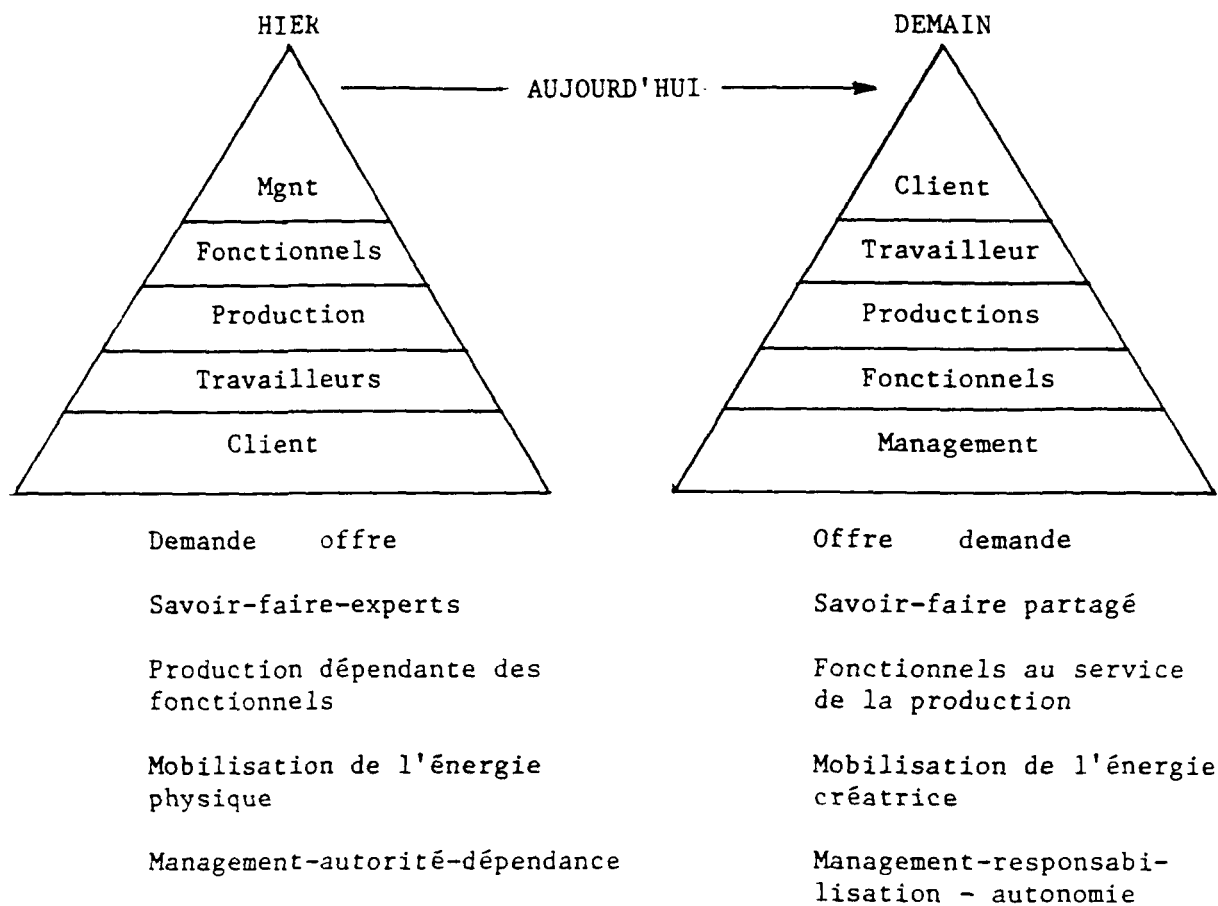 HIER
DEMAIN
AUJOURD'HUI
Mgnt
Fonctionnels
Production
Travailleurs
Client
Client
Travailleur
Productions
Fonctionnels
Management
Demande offre
Savoir-faire-experts
Production dépendante des
fonctionnels
Mobilisation de l'énergie
physique
Management-autorité-dépendance
Offre demande
Savoir-faire partagé
Fonctionnels au service
de la production
Mobilisation de l'énergie
créatrice
Management-responsabi-
lisation - autonomie